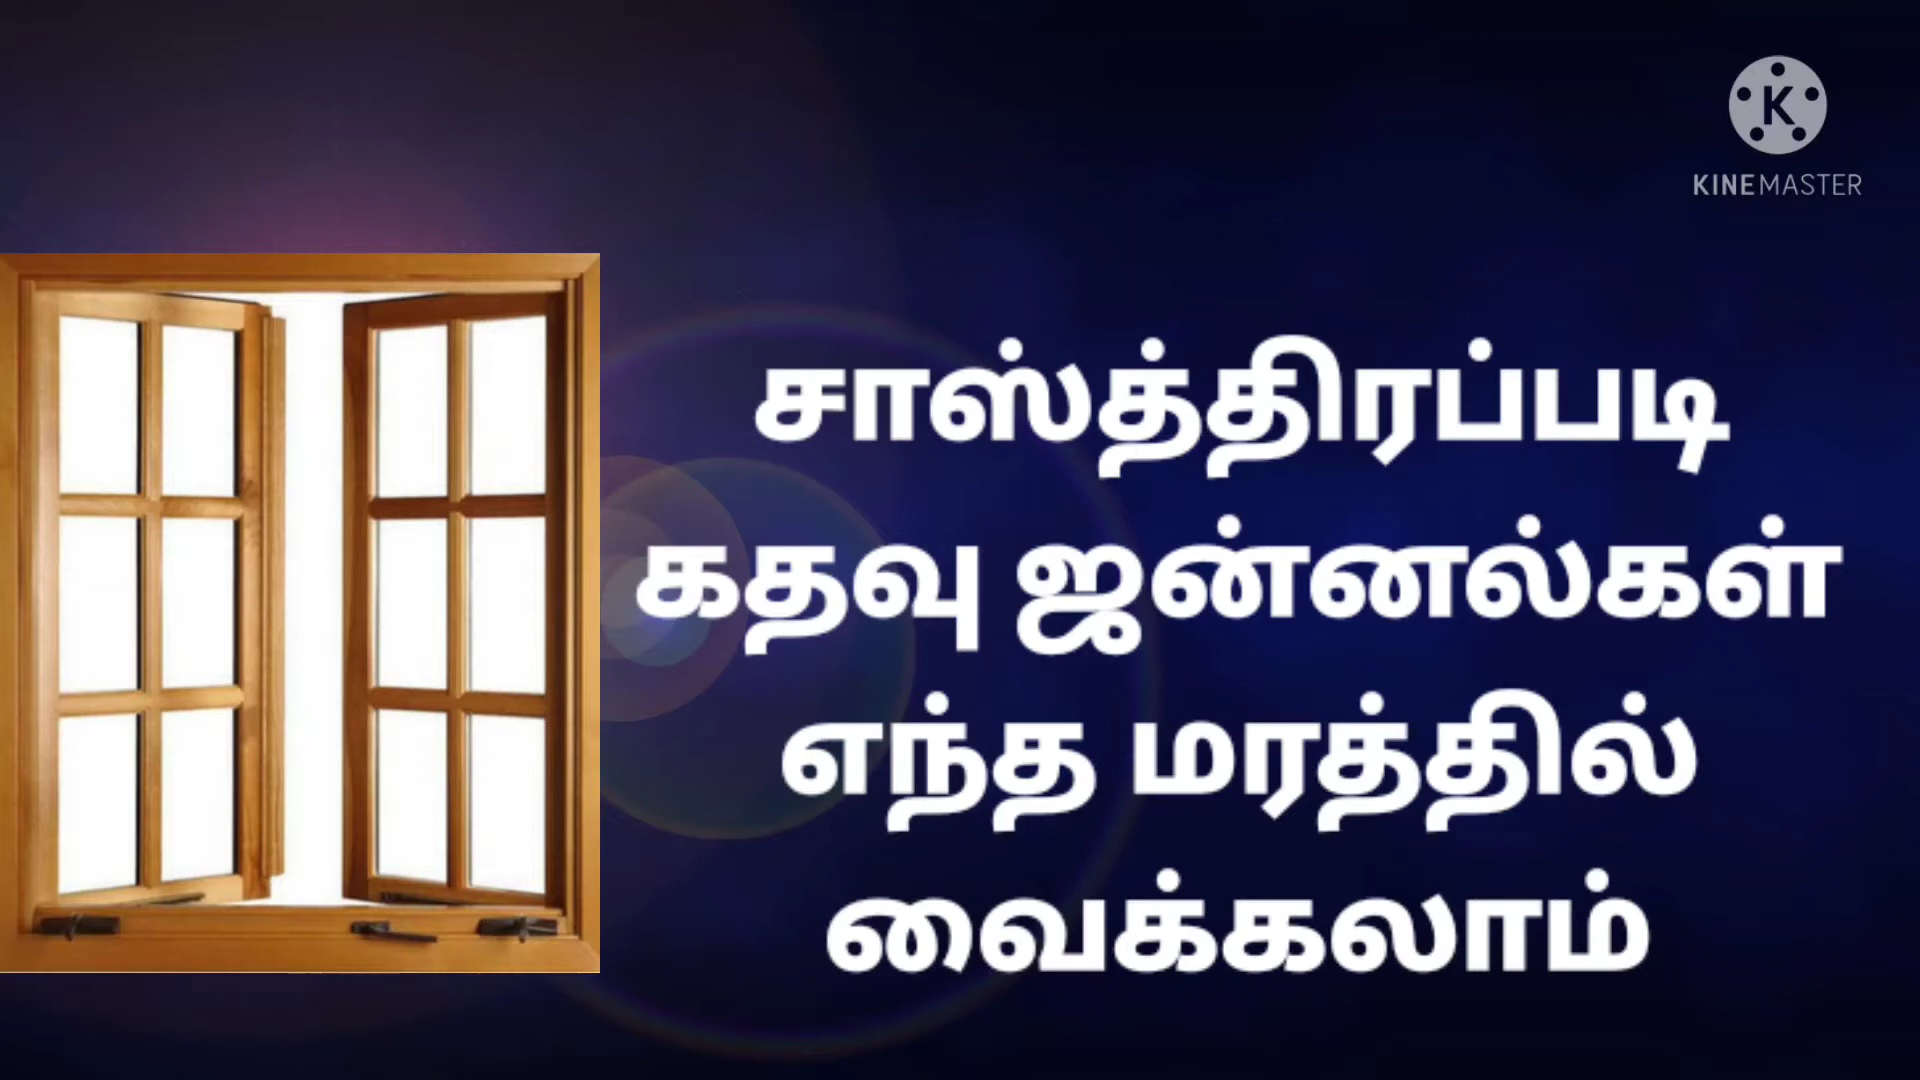 KINEMASTER
சாஸ்த்திரப்படி
கதவு ஜன்னல்கள்
எந்த மரத்தில்
வைக்கலாம்